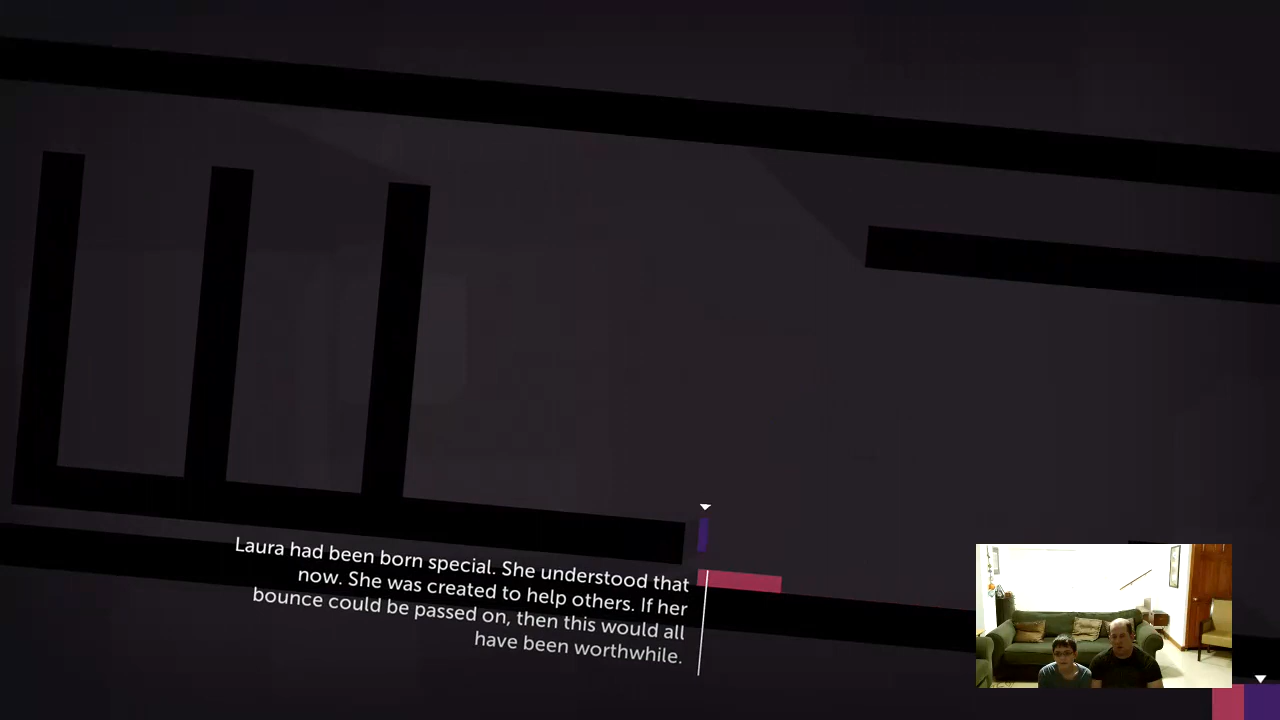 Laura had been born special. She understood that
now. She was created to help others. If her
bounce could be passed on, then this would all
have been worthwhile.